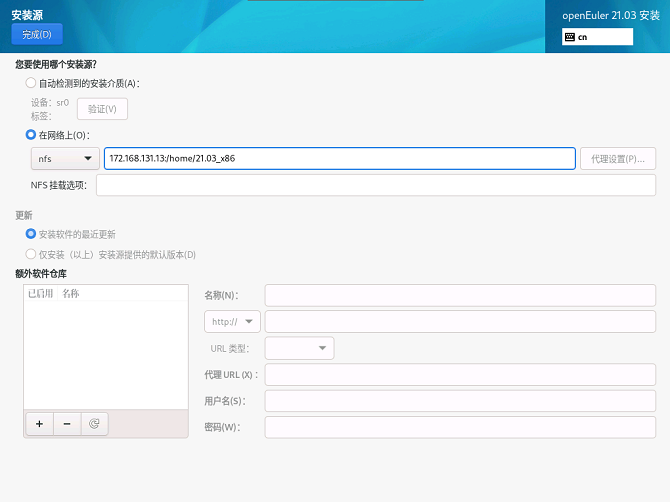 安装源
openEuler 21.03 安装
完成(D)
cn
您要使用哪个安装源？
自动检测到的安装介质(A)：
设备：sr0
标签：
验证(V)
在网络上(O)：
nfs
172.168.131.13:/home/21.03_x86
代理设置(P)...
NFS 挂载选项：
更新
安装软件的最近更新
仅安装（以上）安装源提供的默认版本(D)
额外软件仓库
已启用 名称
名称(N)：
http://
URL 类型：
代理 URL (X)：
用户名(S)：
密码(W)：